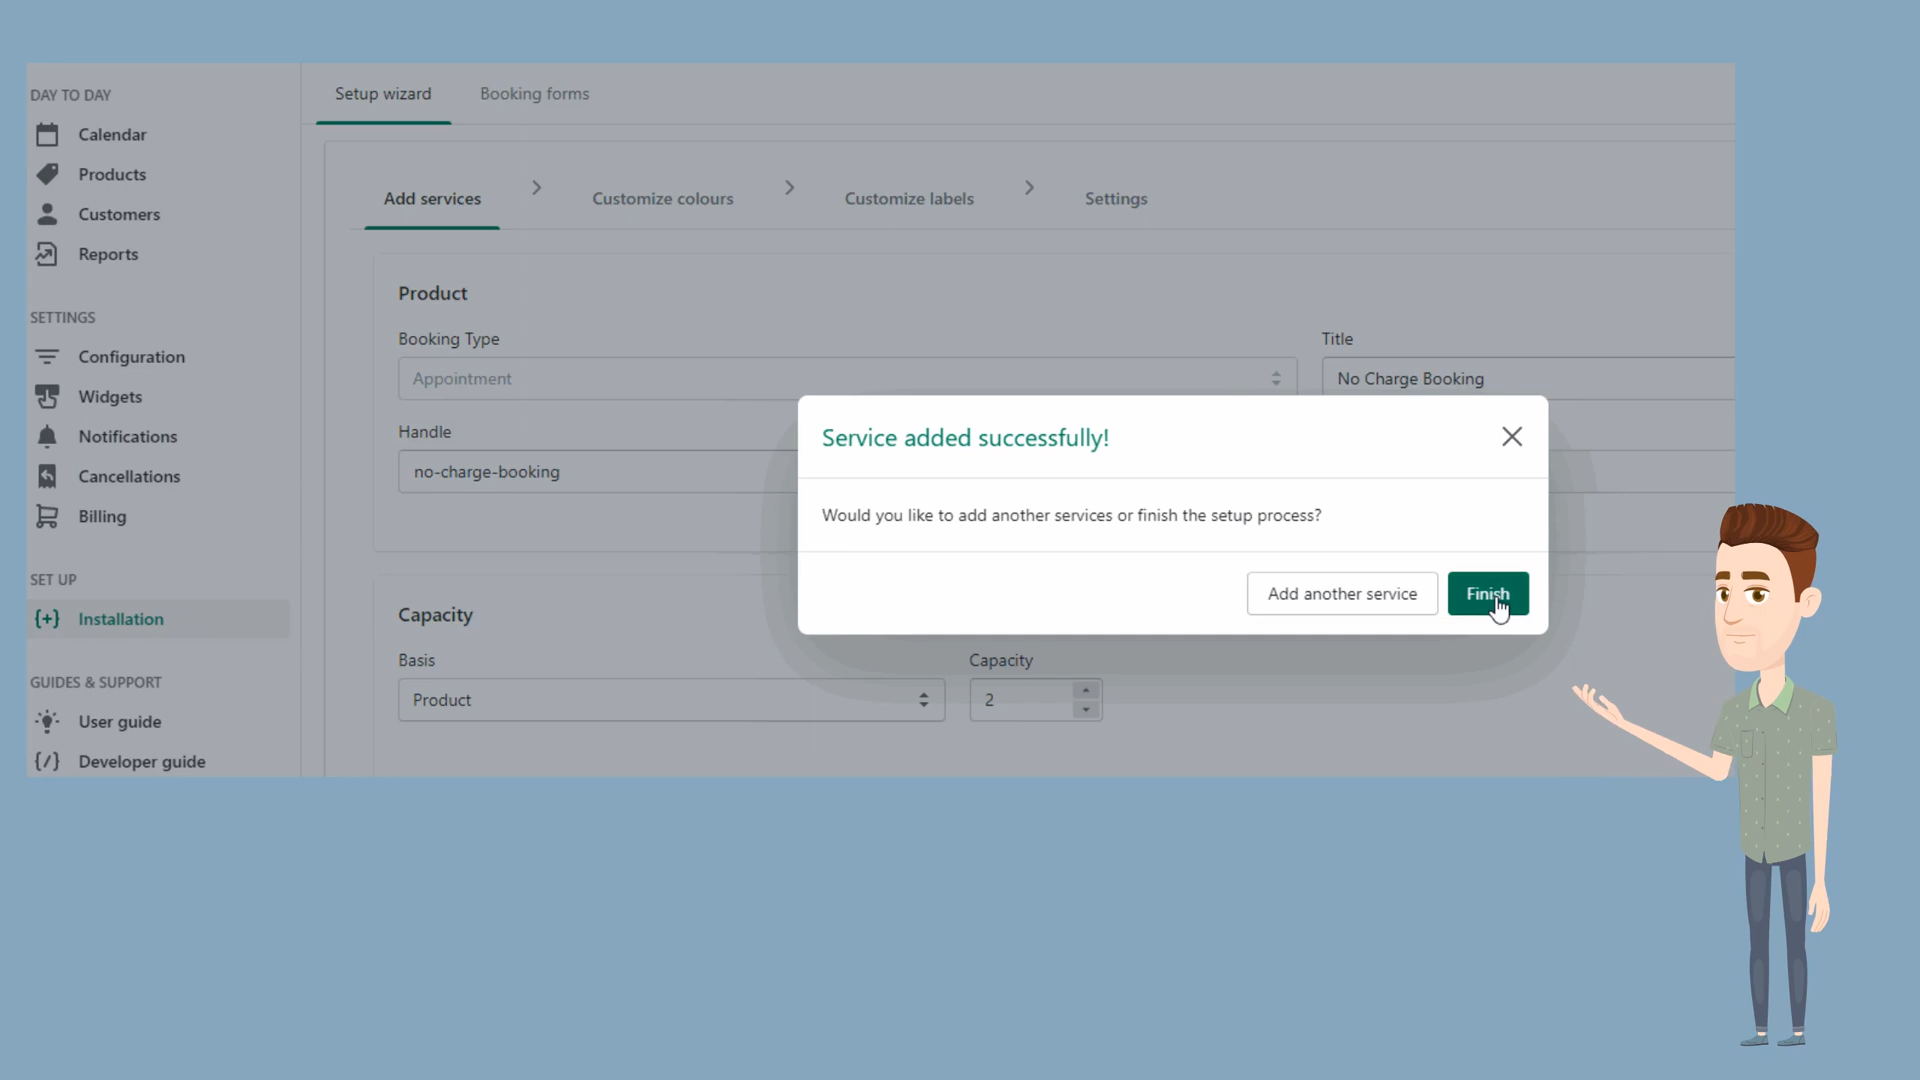 DAY TO DAY
Calendar
Products
Customers
Reports
SETTINGS
Configuration
Widgets
Notifications
Cancellations
Billing
SET UP
Installation
GUIDES & SUPPORT
User guide
Developer guide
Setup wizard Booking forms
Add services Customize colours Customize labels Settings
Product
Booking Type Title
Appointment No Charge Booking
Handle
no-charge-booking
Service added successfully!
Would you like to add another services or finish the setup process?
Add another service Finish
Capacity
Basis Capacity
Product 2